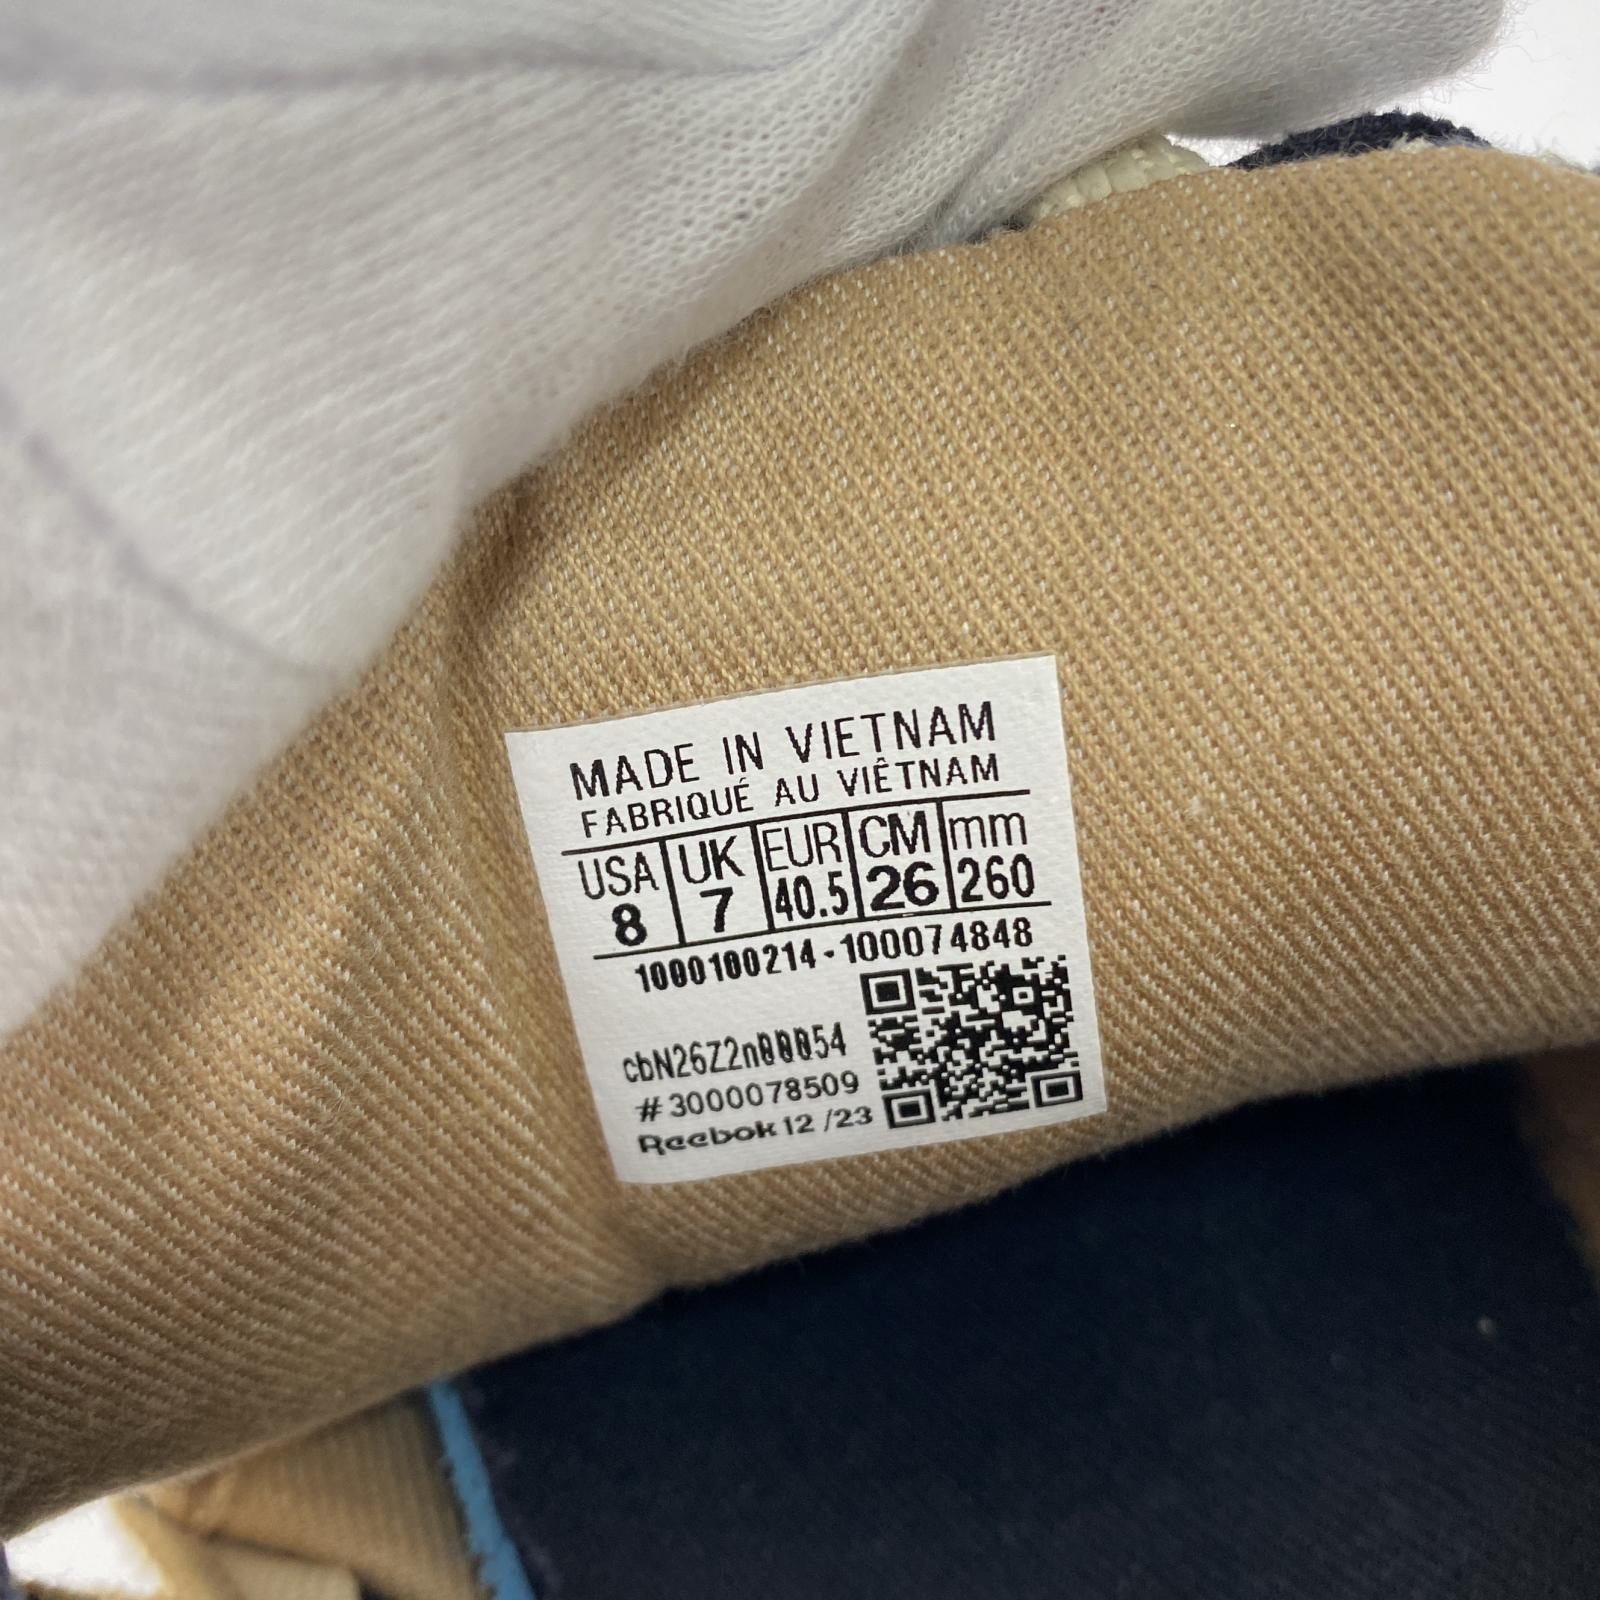 MADE IN VIETNAM
FABRIQUÉ AU VIÊTNAM
USA UK EUR CM mm
8 7 40.5 26 260
1000100214-100074848
cbN26Z2n00054
#3000078509
Reebok 12 /23